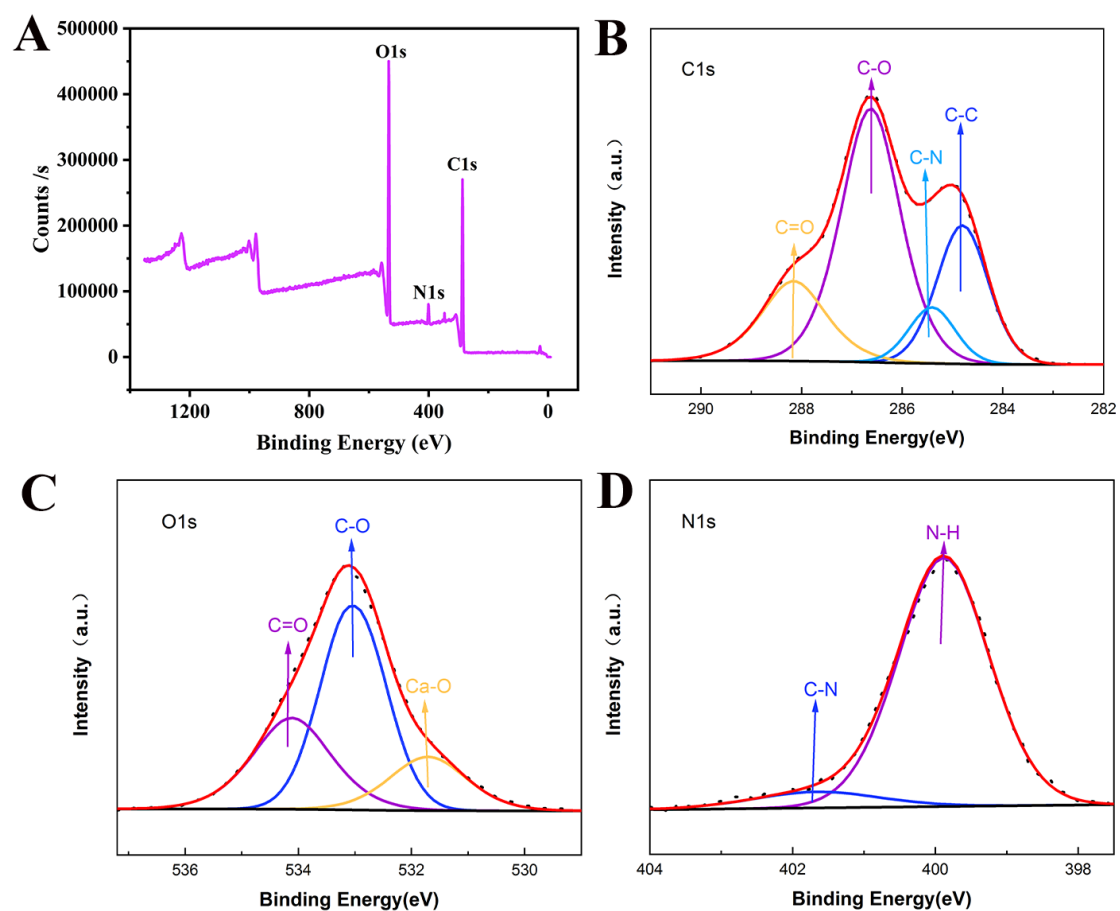 A
500000
400000
300000
200000
100000
0
Counts /s
O1s
C1s
N1s
1200
800
400
0
Binding Energy (eV)
B
C1s
C-O
C-C
C-N
C=O
Intensity（a.u.）
290
288
286
284
282
Binding Energy(eV)
C
O1s
C-O
C=O
Ca-O
Intensity（a.u.）
536
534
532
530
Binding Energy(eV)
D
N1s
N-H
C-N
Intensity（a.u.）
404
402
400
398
Binding Energy(eV)